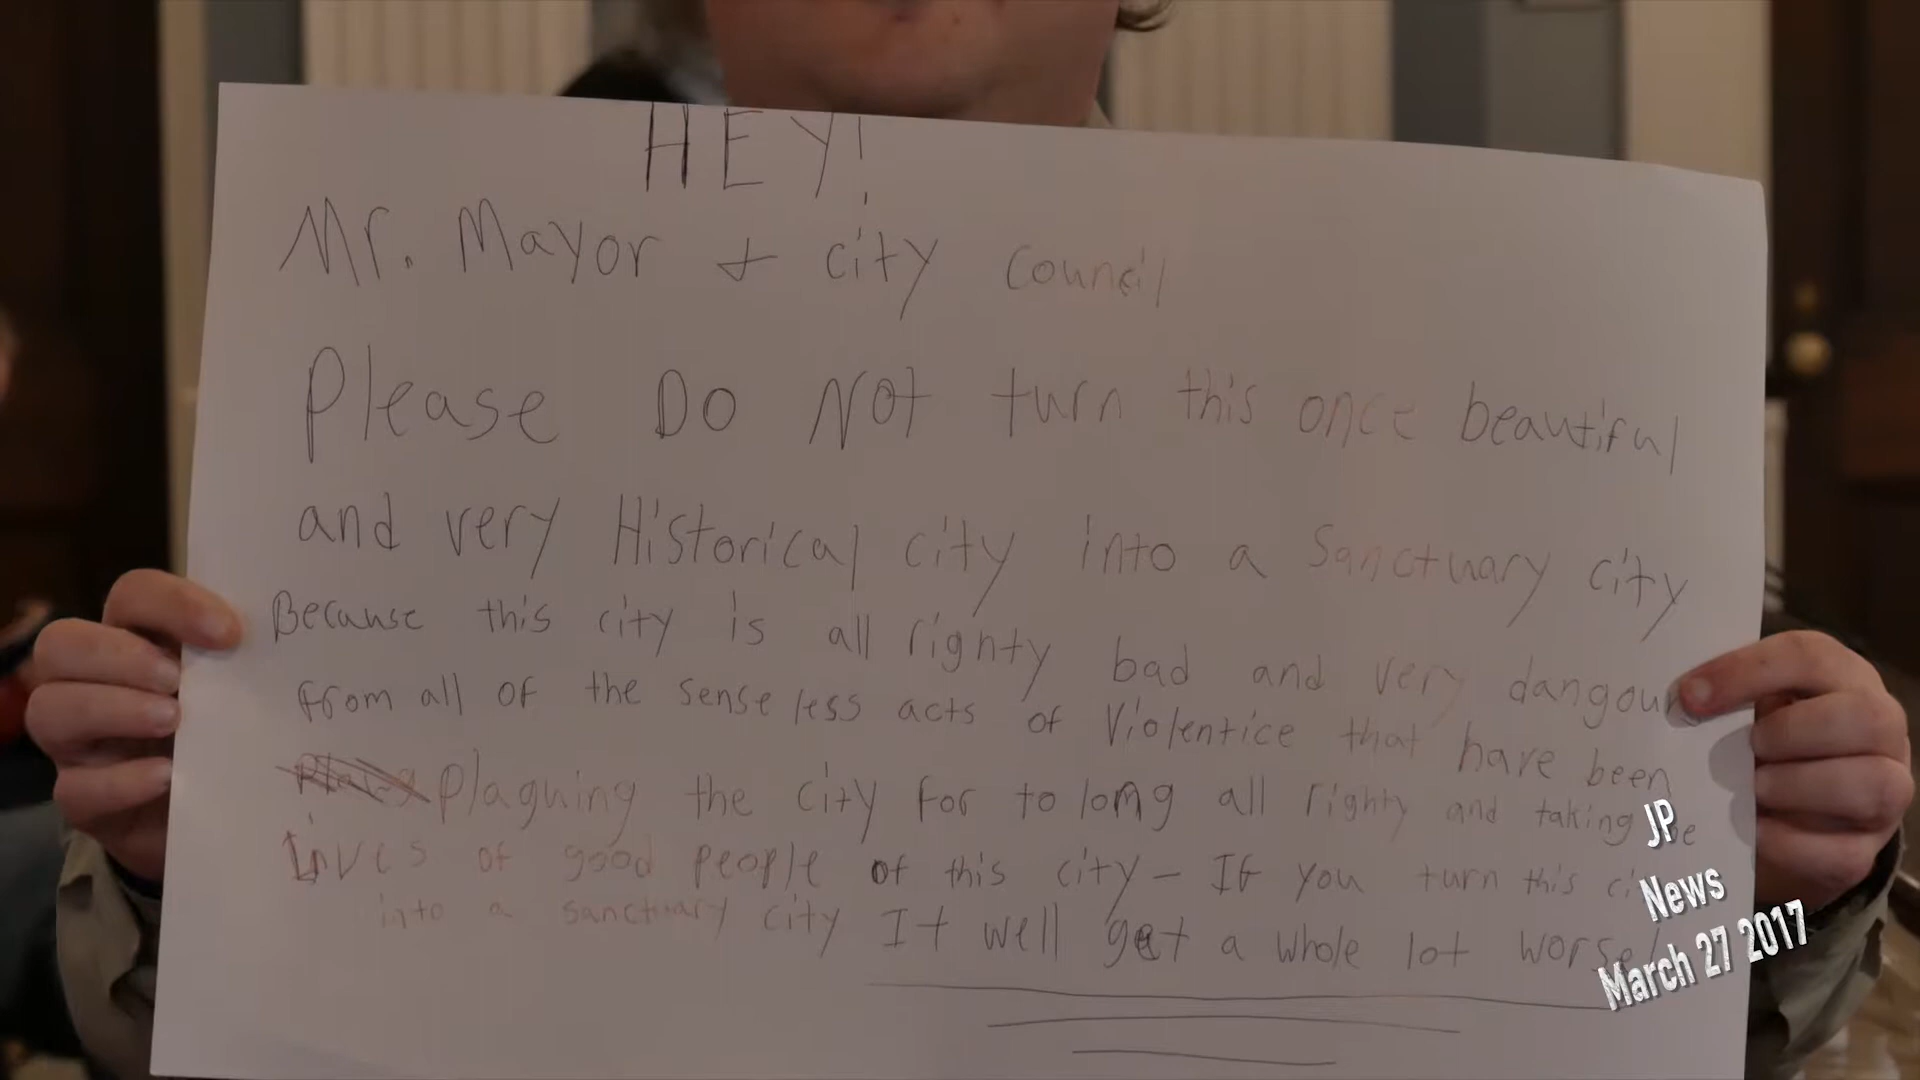 HEY!
Mr. Mayor + city council
Please DO NOT turn this once beautiful
and very Historical city into a Sanctuary city
Because this city is all righty bad and very dangour
from all of the sense less acts of Violentice that have been
plaguing the city for to long all righty and taking
lives of good people of this city - If you turn this
into a sanctuary city It well get a whole lot worse
JP
News
March 27 2017